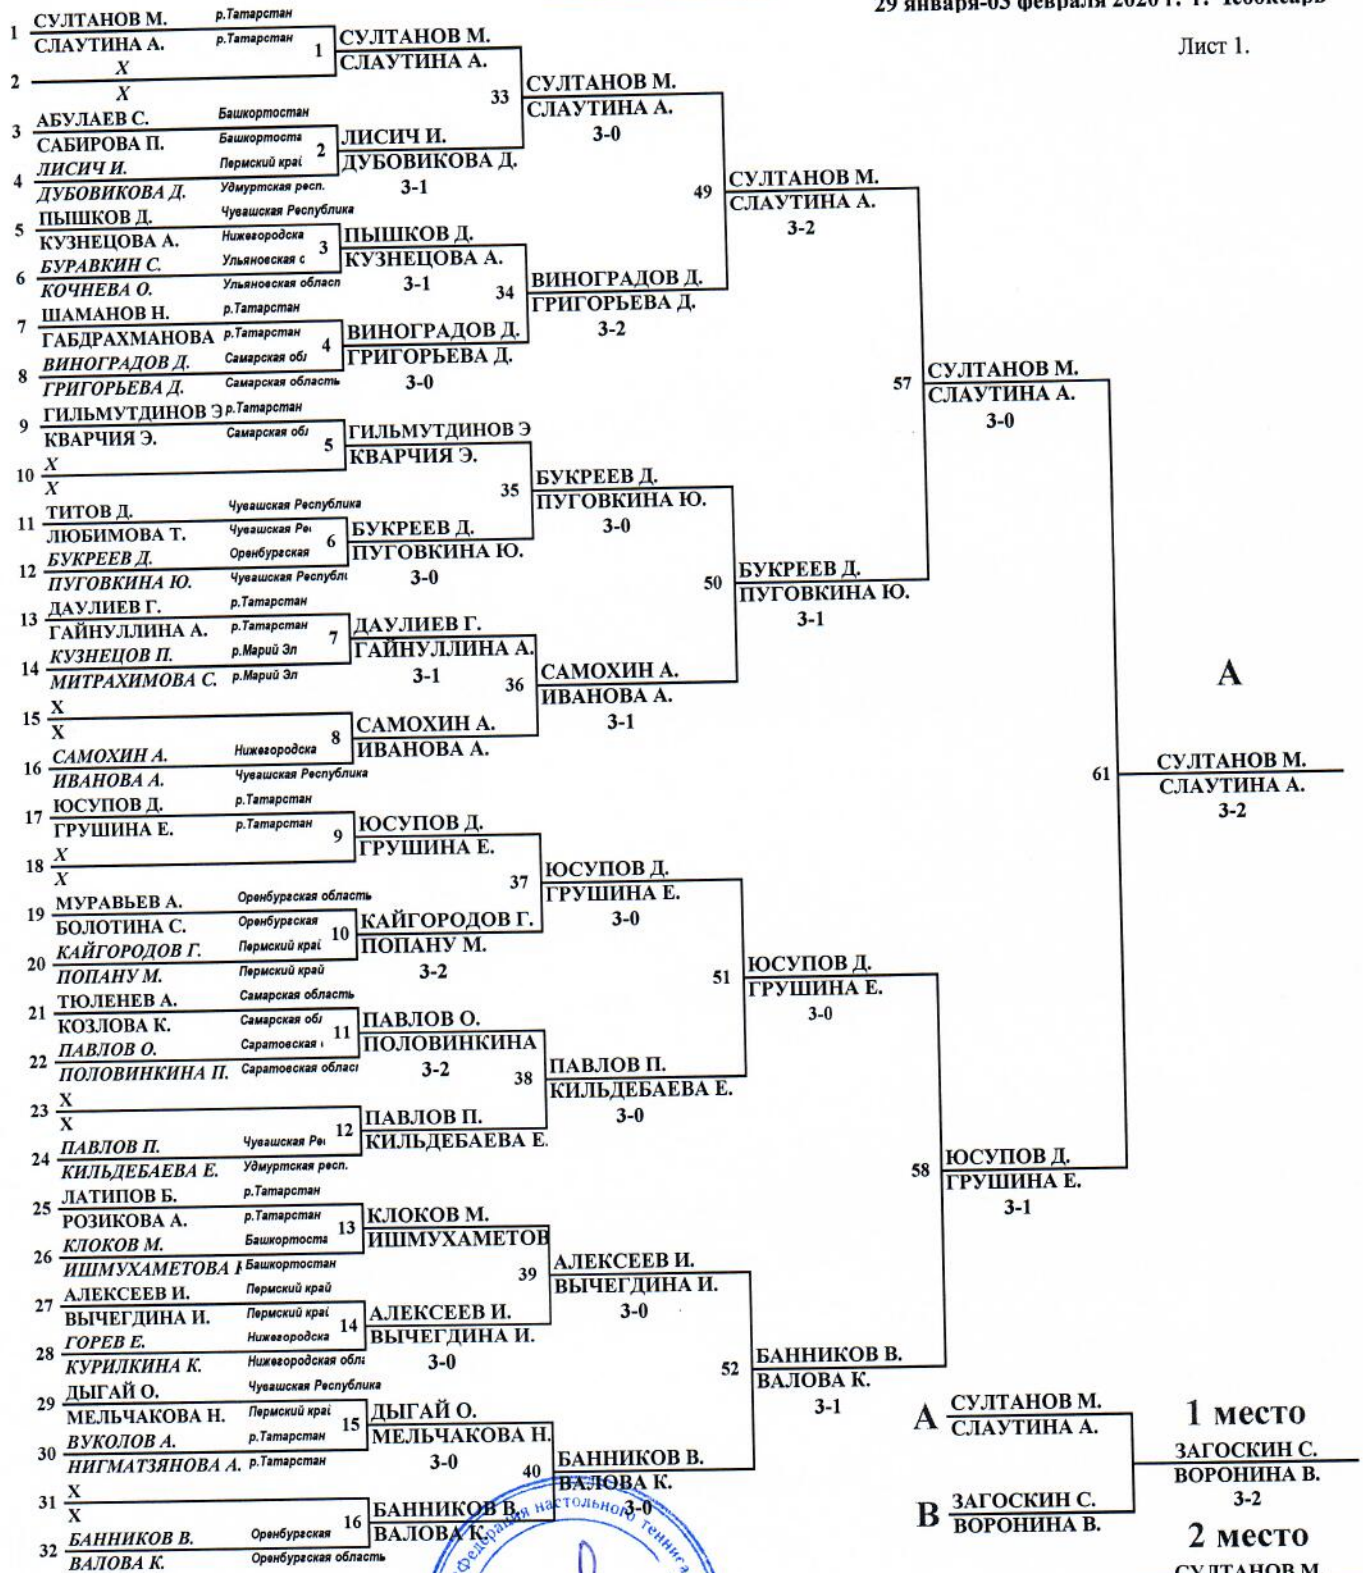 29 января-03 февраля 2020 г. г. Чебоксары
Лист 1.
1 СУЛТАНОВ М. р.Татарстан
СЛАУТИНА А. р.Татарстан
1 СУЛТАНОВ М.
СЛАУТИНА А.
2 X
X
33 СУЛТАНОВ М.
СЛАУТИНА А.
3-0
3 АБУЛАЕВ С. Башкортостан
САБИРОВА П. Башкортоста
2 ЛИСИЧ И.
ДУБОВИКОВА Д.
3-1
4 ЛИСИЧ И. Пермский краі
ДУБОВИКОВА Д. Удмуртская респ.
49 СУЛТАНОВ М.
СЛАУТИНА А.
3-2
5 ПЫШКОВ Д. Чувашская Республика
КУЗНЕЦОВА А. Нижегородска
3 ПЫШКОВ Д.
КУЗНЕЦОВА А.
3-1
6 БУРАВКИН С. Ульяновская с
КОЧНЕВА О. Ульяновская област
34 ВИНОГРАДОВ Д.
ГРИГОРЬЕВА Д.
3-2
7 ШАМАНОВ Н. р.Татарстан
ГАБДРАХМАНОВА р.Татарстан
4 ВИНОГРАДОВ Д.
ГРИГОРЬЕВА Д.
3-0
8 ВИНОГРАДОВ Д. Самарская обл
ГРИГОРЬЕВА Д. Самарская область
57 СУЛТАНОВ М.
СЛАУТИНА А.
3-0
9 ГИЛЬМУТДИНОВ Э р.Татарстан
КВАРЧИЯ Э. Самарская обл
5 ГИЛЬМУТДИНОВ Э
КВАРЧИЯ Э.
10 X
X
35 БУКРЕЕВ Д.
ПУГОВКИНА Ю.
3-0
11 ТИТОВ Д. Чувашская Республика
ЛЮБИМОВА Т. Чувашская Ре
6 БУКРЕЕВ Д.
ПУГОВКИНА Ю.
3-0
12 БУКРЕЕВ Д. Оренбургская
ПУГОВКИНА Ю. Чувашская Республи
50 БУКРЕЕВ Д.
ПУГОВКИНА Ю.
3-1
13 ДАУЛИЕВ Г. р.Татарстан
ГАЙНУЛЛИНА А. р.Татарстан
7 ДАУЛИЕВ Г.
ГАЙНУЛЛИНА А.
3-1
14 КУЗНЕЦОВ П. р.Марий Эл
МИТРАХИМОВА С. р.Марий Эл
36 САМОХИН А.
ИВАНОВА А.
3-1
15 X
X
8 САМОХИН А.
ИВАНОВА А.
16 САМОХИН А. Нижегородска
ИВАНОВА А. Чувашская Республика
A
61 СУЛТАНОВ М.
СЛАУТИНА А.
3-2
17 ЮСУПОВ Д. р.Татарстан
ГРУШИНА Е. р.Татарстан
9 ЮСУПОВ Д.
ГРУШИНА Е.
18 X
X
37 ЮСУПОВ Д.
ГРУШИНА Е.
3-0
19 МУРАВЬЕВ А. Оренбургская область
БОЛОТИНА С. Оренбургская
10 КАЙГОРОДОВ Г.
ПОПАНУ М.
3-2
20 КАЙГОРОДОВ Г. Пермский краі
ПОПАНУ М. Пермский край
51 ЮСУПОВ Д.
ГРУШИНА Е.
3-0
21 ТЮЛЕНЕВ А. Самарская область
КОЗЛОВА К. Самарская обл
11 ПАВЛОВ О.
ПОЛОВИНКИНА
3-2
22 ПАВЛОВ О. Саратовская
ПОЛОВИНКИНА П. Саратовская област
38 ПАВЛОВ П.
КИЛЬДЕБАЕВА Е.
3-0
23 X
X
12 ПАВЛОВ П.
КИЛЬДЕБАЕВА Е.
24 ПАВЛОВ П. Чувашская Ре
КИЛЬДЕБАЕВА Е. Удмуртская респ.
58 ЮСУПОВ Д.
ГРУШИНА Е.
3-1
25 ЛАТИПОВ Б. р.Татарстан
РОЗИКОВА А. р.Татарстан
13 КЛОКОВ М.
ИШМУХАМЕТОВ
26 КЛОКОВ М. Башкортоста
ИШМУХАМЕТОВА Башкортостан
39 АЛЕКСЕЕВ И.
ВЫЧЕГДИНА И.
3-0
27 АЛЕКСЕЕВ И. Пермский край
ВЫЧЕГДИНА И. Пермский краі
14 АЛЕКСЕЕВ И.
ВЫЧЕГДИНА И.
3-0
28 ГОРЕВ Е. Нижегородска
КУРИЛКИНА К. Нижегородская обла
52 БАННИКОВ В.
ВАЛОВА К.
3-1
29 ДЫГАЙ О. Чувашская Республика
МЕЛЬЧАКОВА Н. Пермский краі
15 ДЫГАЙ О.
МЕЛЬЧАКОВА Н.
3-0
30 ВУКОЛОВ А. р.Татарстан
НИГМАТЗЯНОВА А. р.Татарстан
40 БАННИКОВ В.
ВАЛОВА К.
3-0
31 X
X
16 БАННИКОВ В.
ВАЛОВА К.
32 БАННИКОВ В. Оренбургская
ВАЛОВА К. Оренбургская область
A СУЛТАНОВ М.
СЛАУТИНА А.
1 место
ЗАГОСКИН С.
ВОРОНИНА В.
3-2
B ЗАГОСКИН С.
ВОРОНИНА В.
2 место
СУЛТАНОВ М.
Федерация настольного тенниса